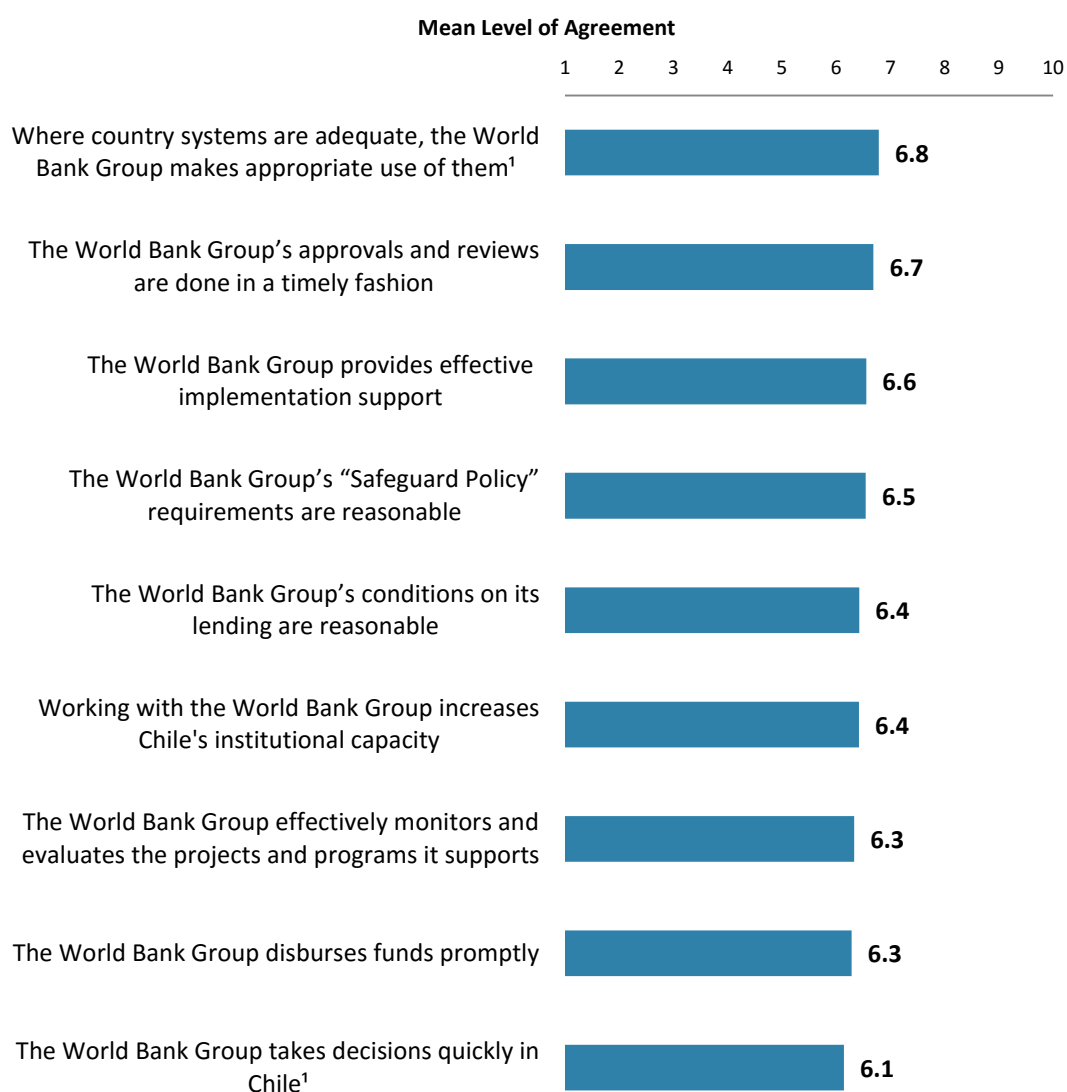 Mean Level of Agreement
1 2 3 4 5 6 7 8 9 10
Where country systems are adequate, the World
Bank Group makes appropriate use of them¹
6.8
The World Bank Group’s approvals and reviews
are done in a timely fashion
6.7
The World Bank Group provides effective
implementation support
6.6
The World Bank Group’s “Safeguard Policy”
requirements are reasonable
6.5
The World Bank Group’s conditions on its
lending are reasonable
6.4
Working with the World Bank Group increases
Chile's institutional capacity
6.4
The World Bank Group effectively monitors and
evaluates the projects and programs it supports
6.3
The World Bank Group disburses funds promptly
6.3
The World Bank Group takes decisions quickly in
Chile¹
6.1